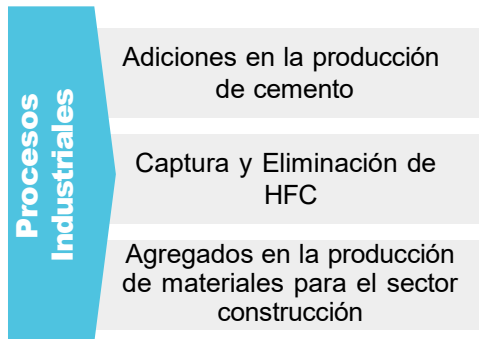 Procesos
Industriales
Adiciones en la producción
de cemento
Captura y Eliminación de
HFC
Agregados en la producción
de materiales para el sector
construcción